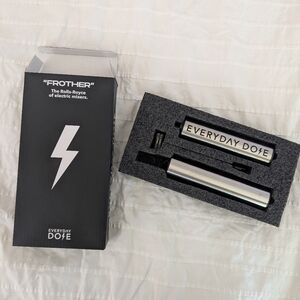 "FROTHER"
The Rolls-Royce
of electric mixers.
EVERYDAY
DOSE
EVERYDAY DOSE